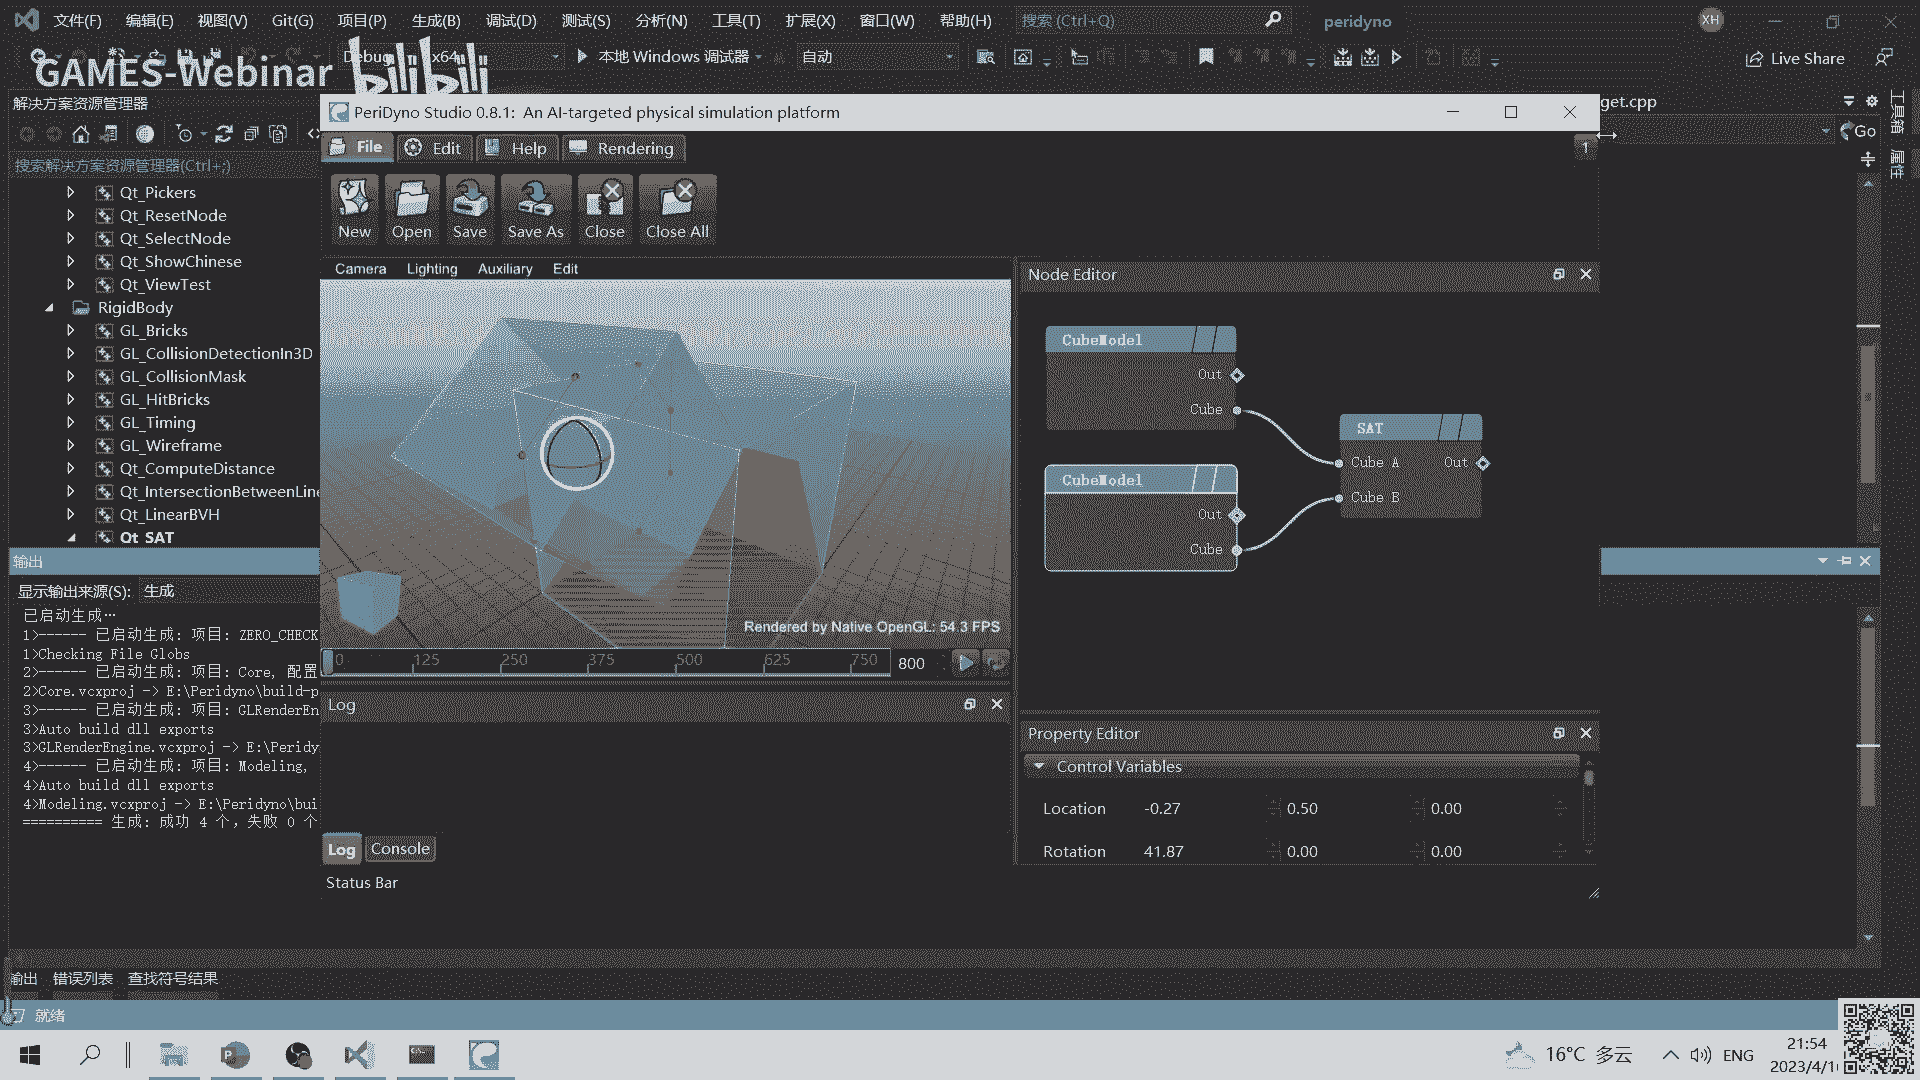 文件(F) 编辑(E) 视图(V) Git(G) 项目(P) 生成(B) 调试(D) 测试(S) 分析(N) 工具(T) 扩展(X) 窗口(W) 帮助(H) 搜索 (Ctrl+Q) peridyno XH
Debug x64 本地 Windows 调试器 自动 Live Share
GAMES-Webinar bilibili
解决方案资源管理器
搜索解决方案资源管理器(Ctrl+;)
Qt_Pickers
Qt_ResetNode
Qt_SelectNode
Qt_ShowChinese
Qt_ViewTest
RigidBody
GL_Bricks
GL_CollisionDetectionIn3D
GL_CollisionMask
GL_HitBricks
GL_Timing
GL_Wireframe
Qt_ComputeDistance
Qt_IntersectionBetweenLine
Qt_LinearBVH
Qt_SAT
输出
显示输出来源(S): 生成
已启动生成…
1>------ 已启动生成: 项目: ZERO_CHECK
1>Checking File Globs
2>------ 已启动生成: 项目: Core, 配置
2>Core.vcxproj -> E:\Peridyno\build-p
3>------ 已启动生成: 项目: GLRenderEn
3>Auto build dll exports
3>GLRenderEngine.vcxproj -> E:\Peridy
4>------ 已启动生成: 项目: Modeling,
4>Auto build dll exports
4>Modeling.vcxproj -> E:\Peridyno\bui
========== 生成: 成功 4 个，失败 0 个
PeriDyno Studio 0.8.1: An AI-targeted physical simulation platform
File Edit Help Rendering 1
New Open Save Save As Close Close All
Camera Lighting Auxiliary Edit
Rendered by Native OpenGL: 54.3 FPS
0 125 250 375 500 625 750 800
Log
Log Console
Status Bar
Node Editor
CubeModel
Out
Cube
CubeModel
Out
Cube
SAT
Cube A Out
Cube B
Property Editor
Control Variables
Location -0.27 0.50 0.00
Rotation 41.87 0.00 0.00
get.cpp
Go
工具箱
属性
输出 错误列表 查找符号结果
就绪
16°C 多云 ENG
21:54
2023/4/1